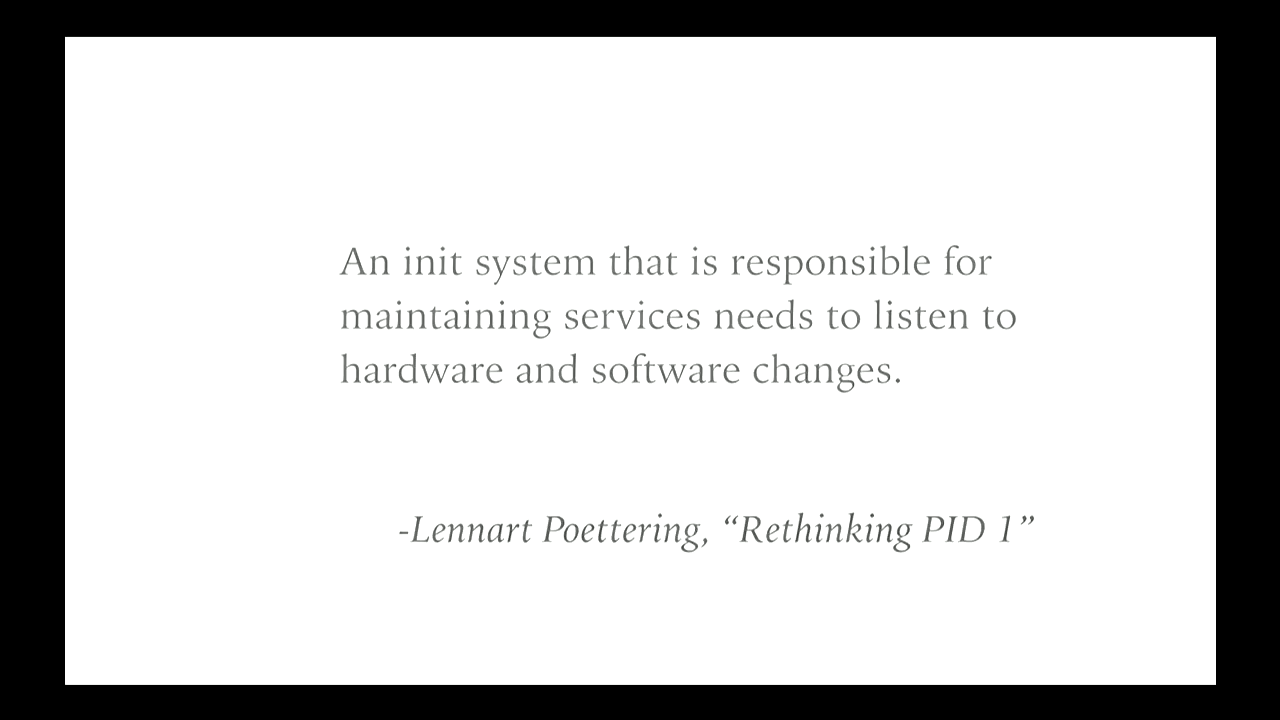 An init system that is responsible for
maintaining services needs to listen to
hardware and software changes.
-Lennart Poettering, “Rethinking PID 1”